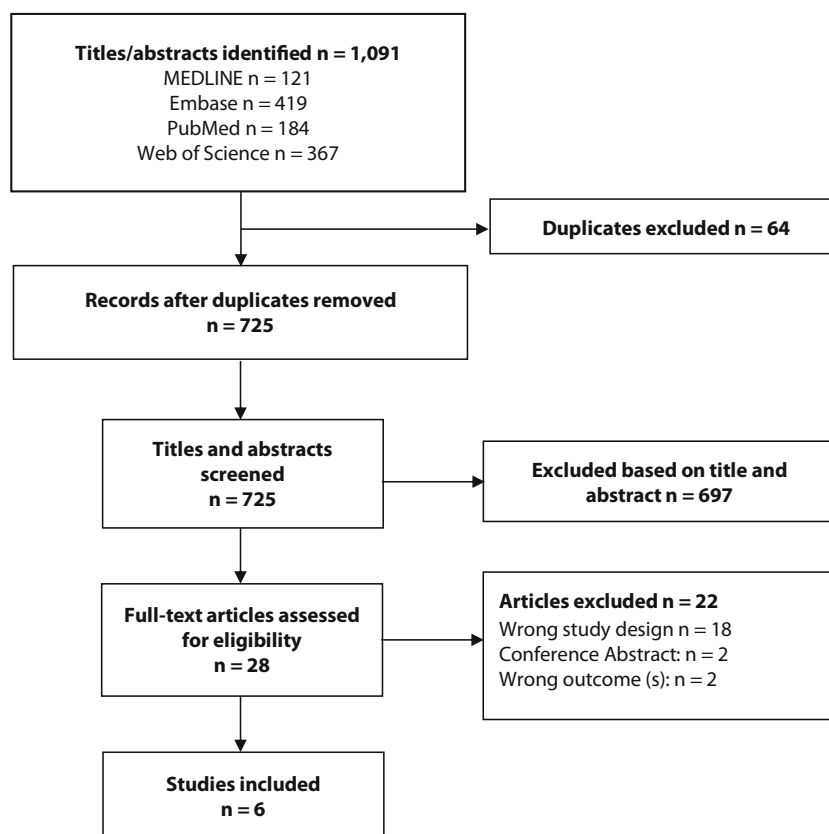 Titles/abstracts identified n = 1,091
MEDLINE n = 121
Embase n = 419
PubMed n = 184
Web of Science n = 367
Duplicates excluded n = 64
Records after duplicates removed
n = 725
Titles and abstracts
screened
n = 725
Excluded based on title and
abstract n = 697
Full-text articles assessed
for eligibility
n = 28
Articles excluded n = 22
Wrong study design n = 18
Conference Abstract: n = 2
Wrong outcome (s): n = 2
Studies included
n = 6